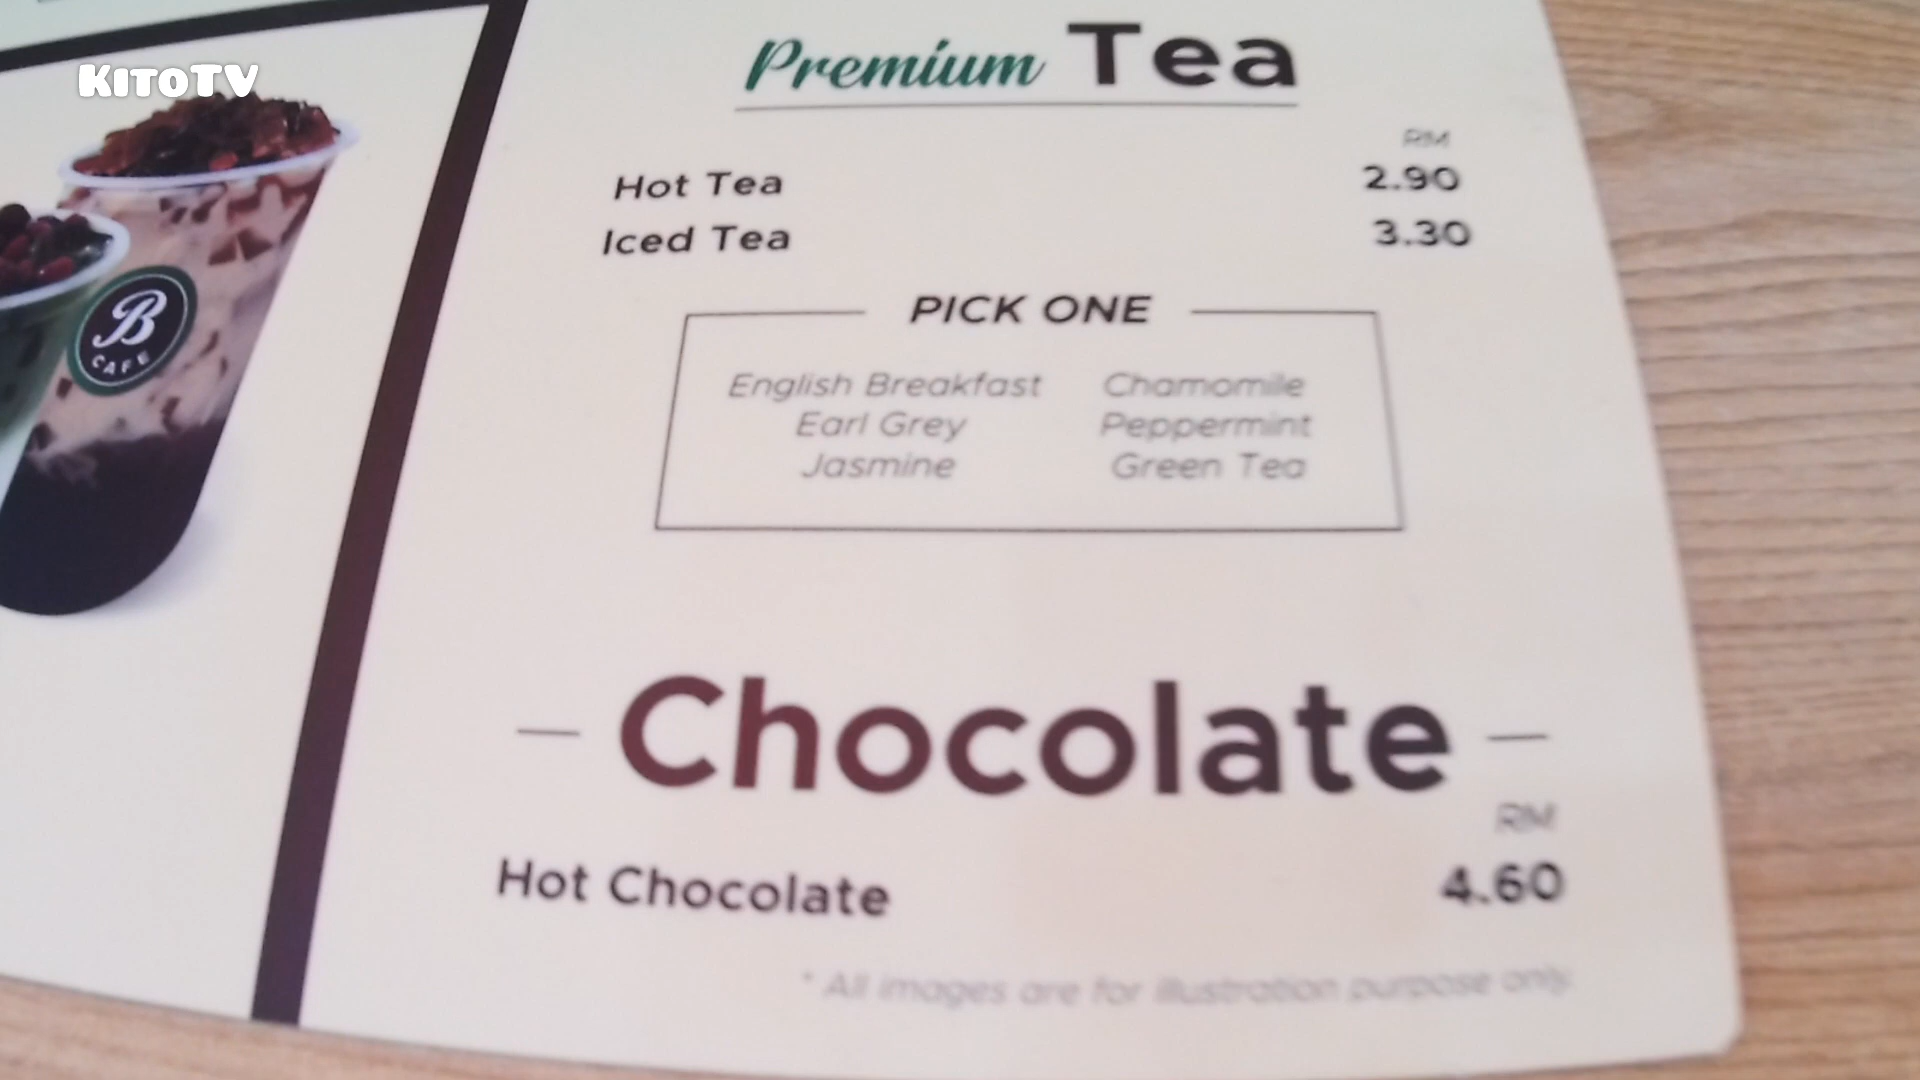 KitoTV
B
CAFE
Premium Tea
RM
Hot Tea 2.90
Iced Tea 3.30
PICK ONE
English Breakfast Chamomile
Earl Grey Peppermint
Jasmine Green Tea
- Chocolate -
RM
Hot Chocolate 4.60
* All images are for illustration purpose only.